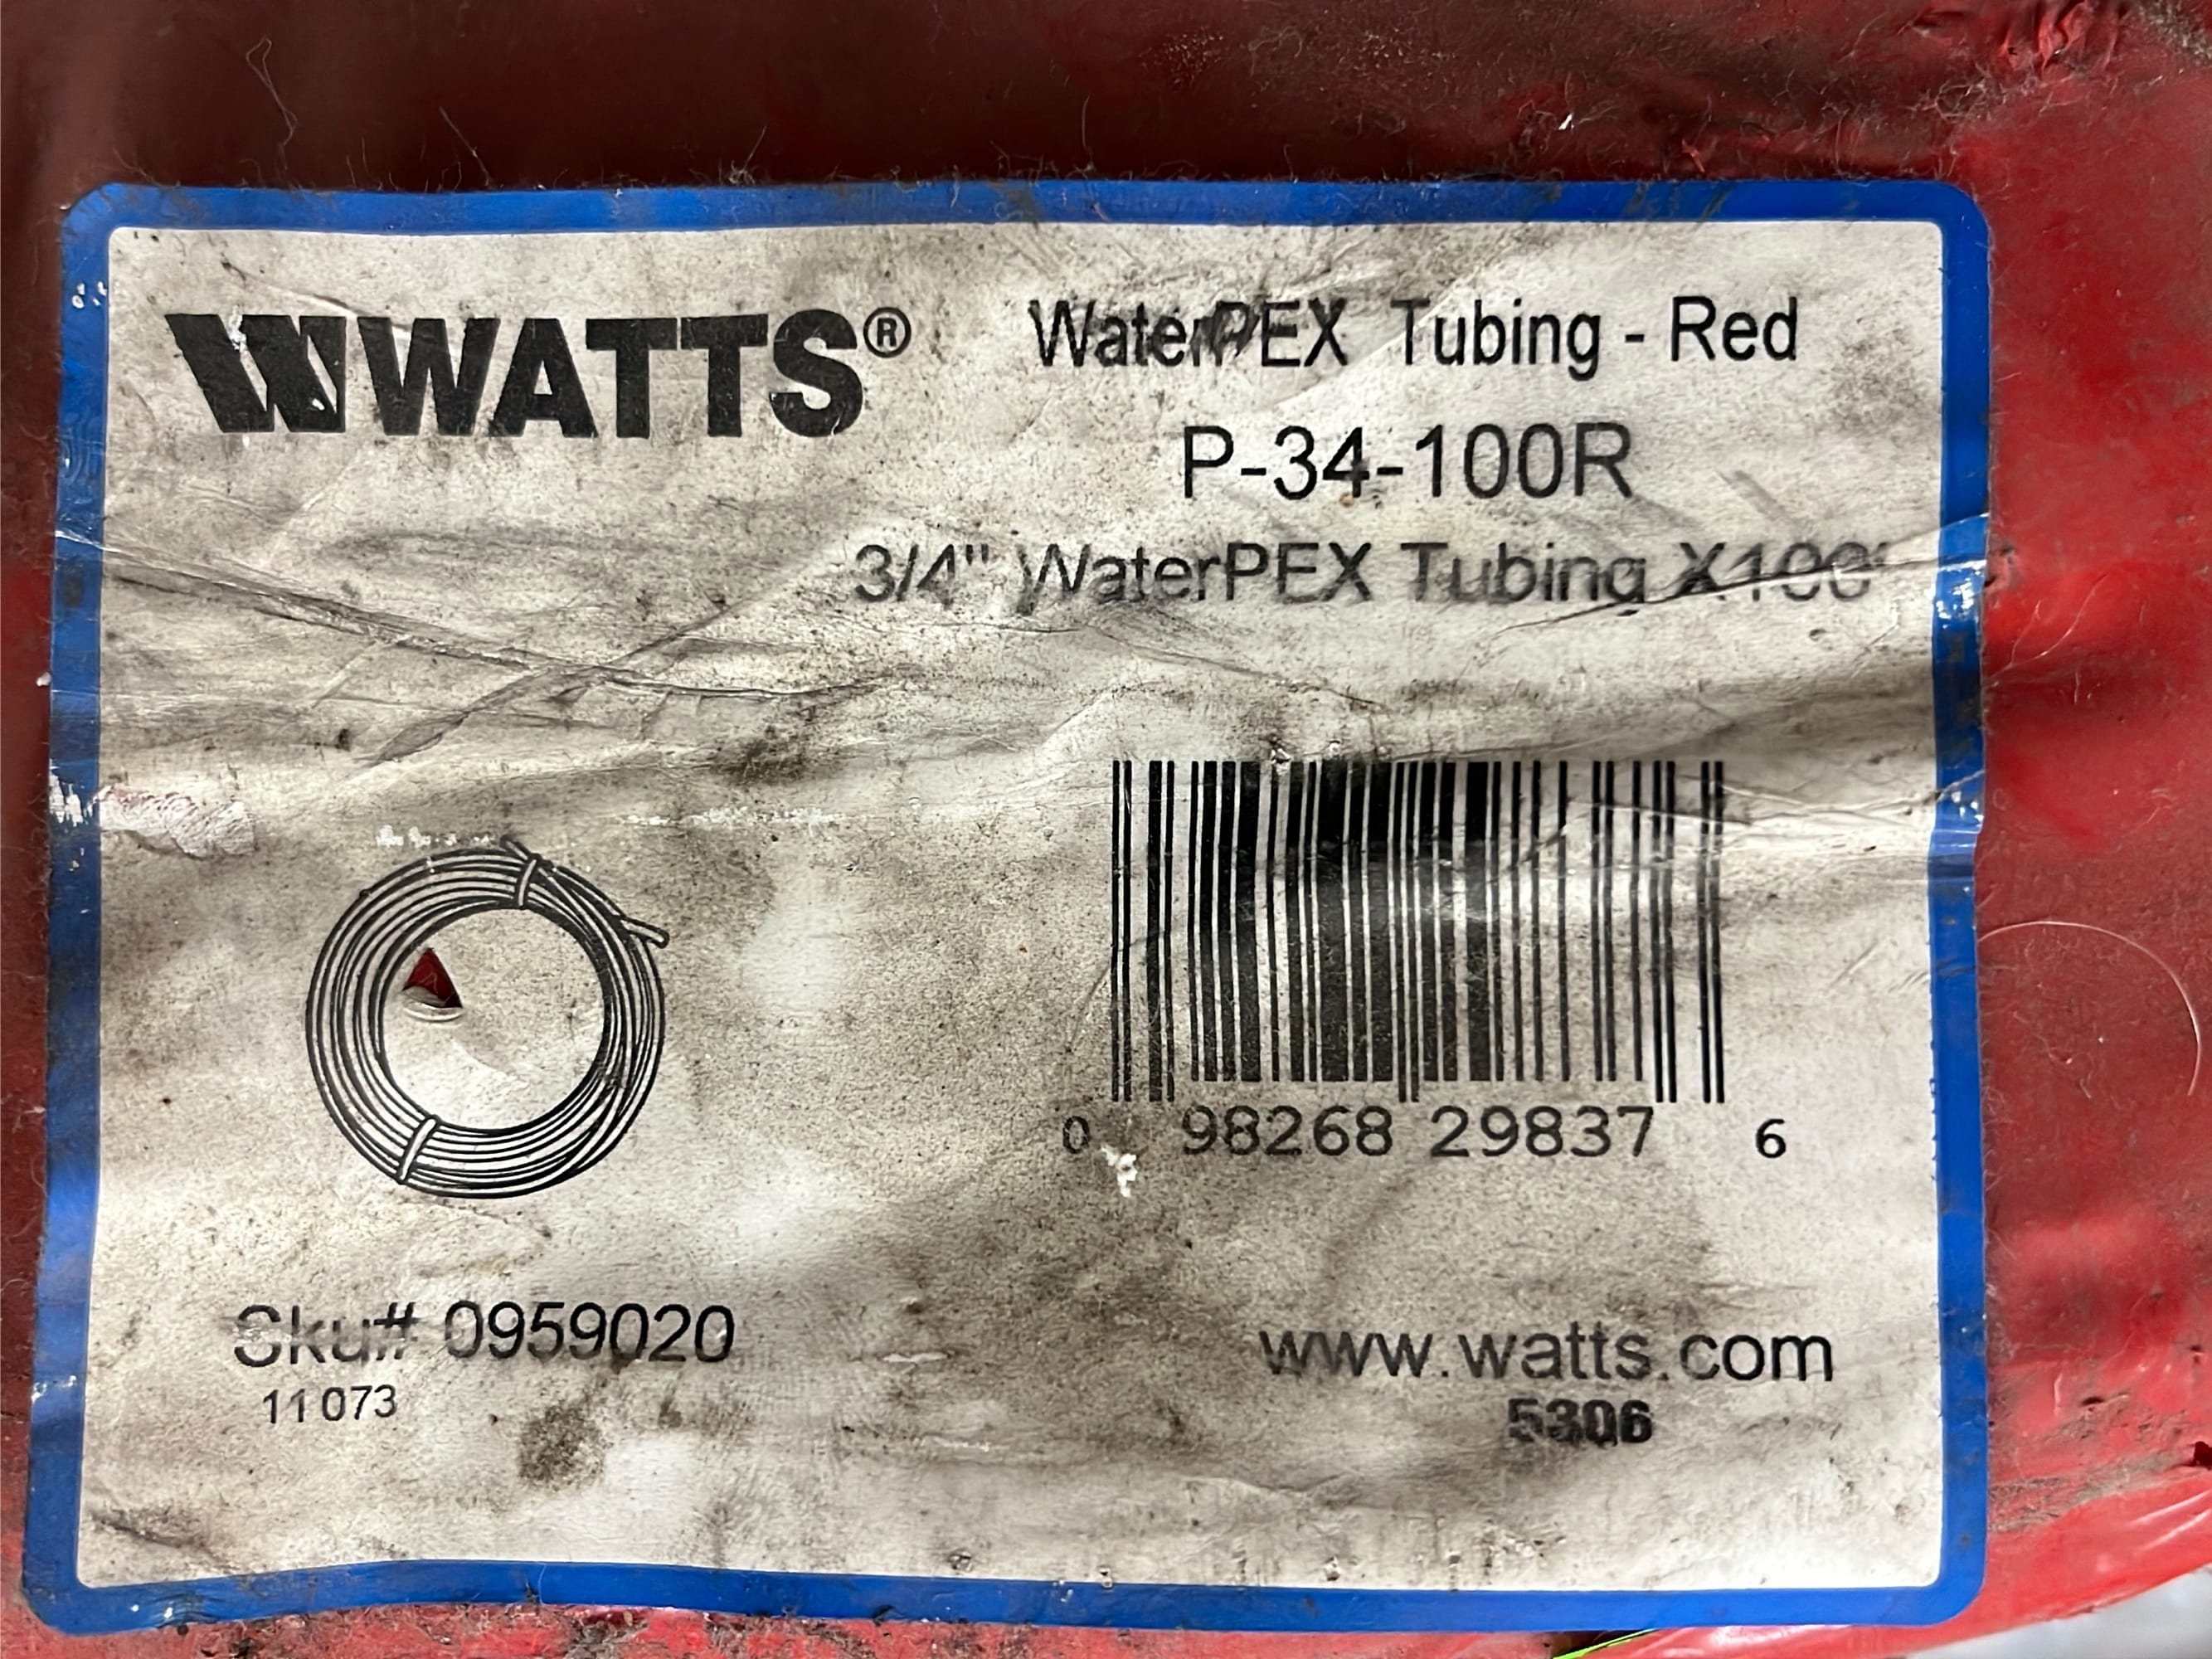 WATTS®
WaterPEX Tubing - Red
P-34-100R
3/4" WaterPEX Tubing X100'
0 98268 29837 6
Sku# 0959020
11073
www.watts.com
5306